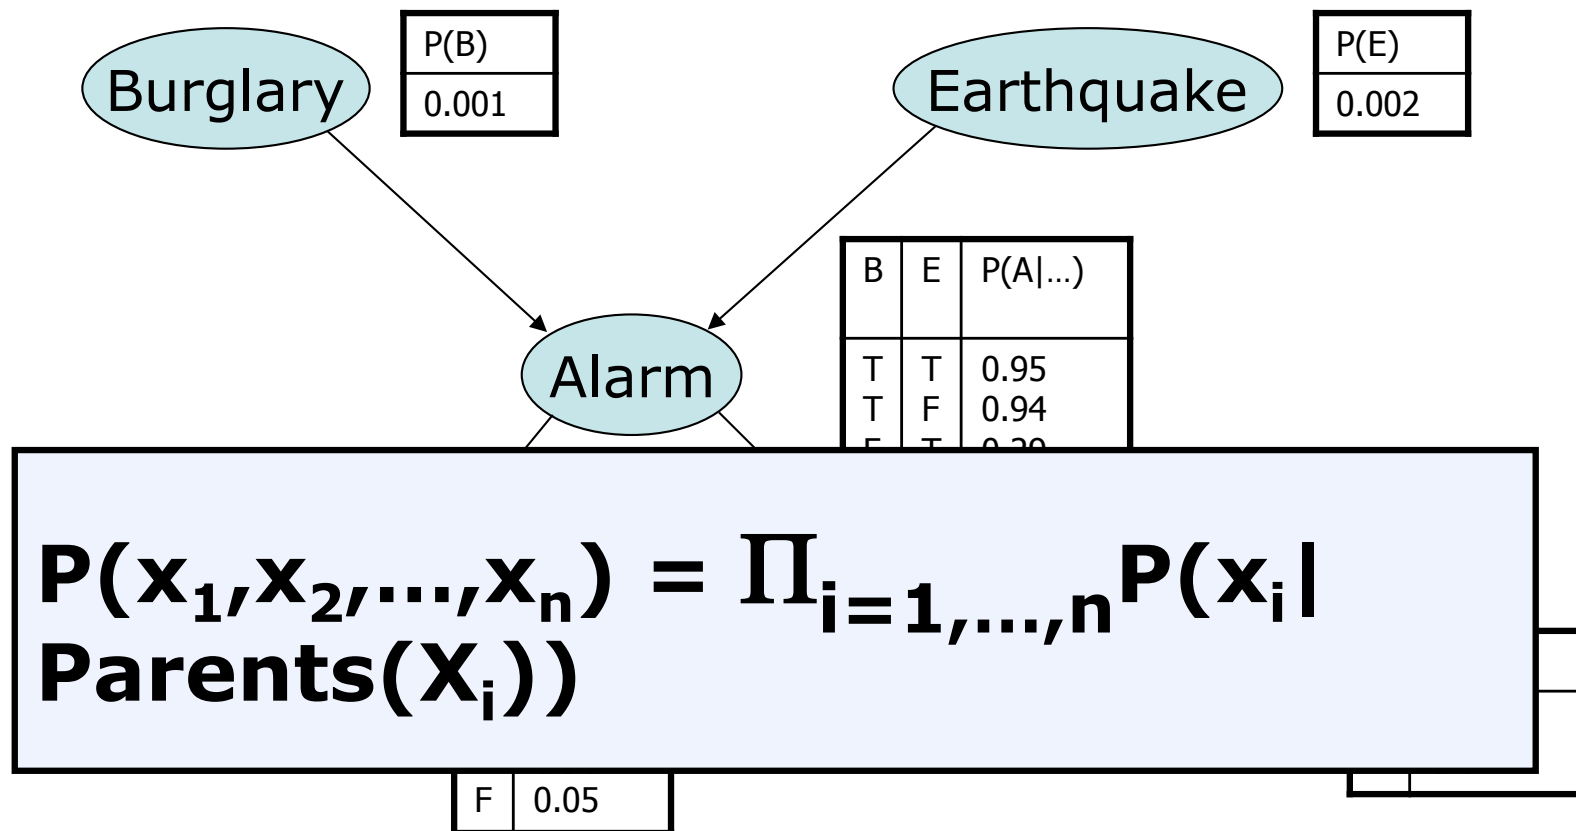 Burglary
P(B)
0.001
Earthquake
P(E)
0.002
B E P(A|…)
Alarm
T T 0.95
T F 0.94
P(x₁,x₂,…,xₙ) = Πᵢ₌₁,…,ₙP(xᵢ|
Parents(Xᵢ))
F 0.05